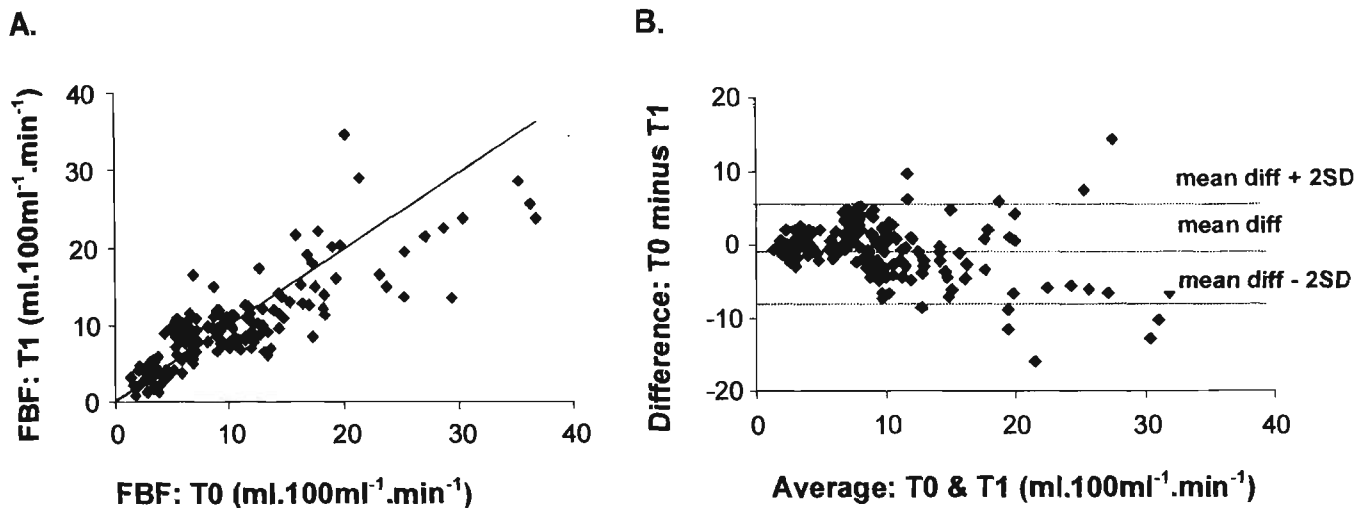 A.
FBF: T1 (ml.100ml⁻¹.min⁻¹)
40
30
20
10
0
0 10 20 30 40
FBF: T0 (ml.100ml⁻¹.min⁻¹)
B.
Difference: T0 minus T1
20
10
0
-10
-20
mean diff + 2SD
mean diff
mean diff - 2SD
0 10 20 30 40
Average: T0 & T1 (ml.100ml⁻¹.min⁻¹)